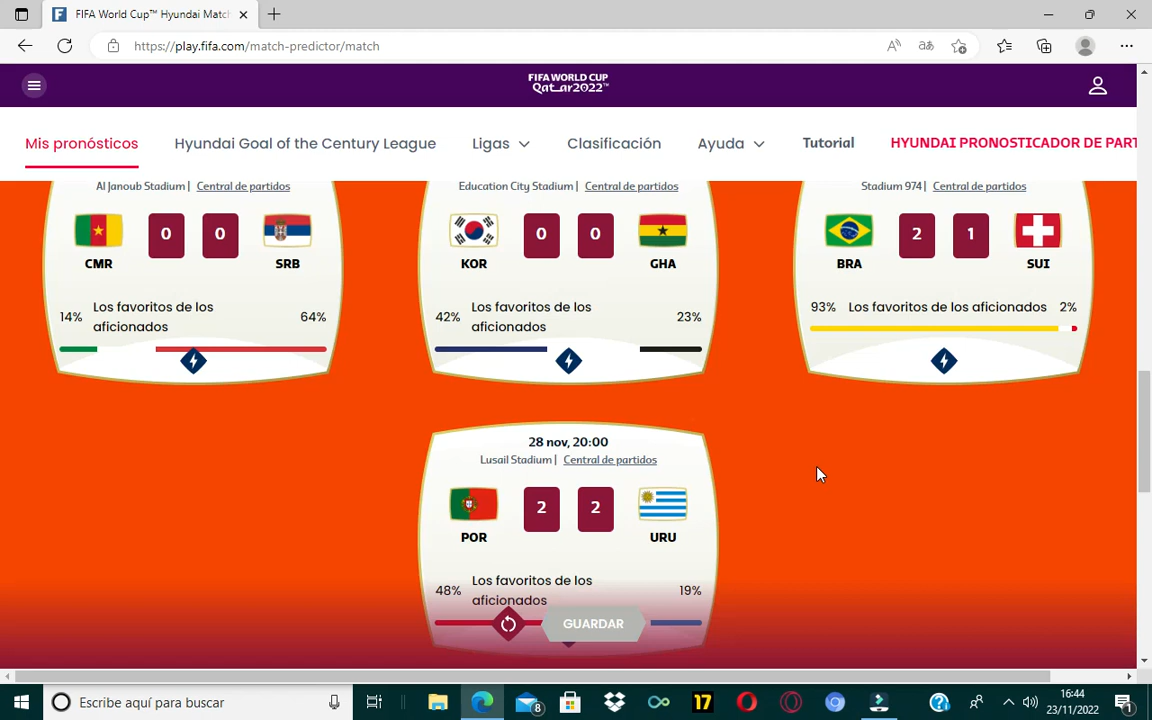 FIFA World Cup™ Hyundai Match
https://play.fifa.com/match-predictor/match
FIFA WORLD CUP
Qatar2022™
Mis pronósticos
Hyundai Goal of the Century League
Ligas
Clasificación
Ayuda
Tutorial
HYUNDAI PRONOSTICADOR DE PART
Al Janoub Stadium | Central de partidos
CMR 0 0 SRB
14% Los favoritos de los aficionados 64%
Education City Stadium | Central de partidos
KOR 0 0 GHA
42% Los favoritos de los aficionados 23%
Stadium 974 | Central de partidos
BRA 2 1 SUI
93% Los favoritos de los aficionados 2%
28 nov, 20:00
Lusail Stadium | Central de partidos
POR 2 2 URU
48% Los favoritos de los aficionados 19%
GUARDAR
Escribe aquí para buscar
8
17
16:44
23/11/2022
1